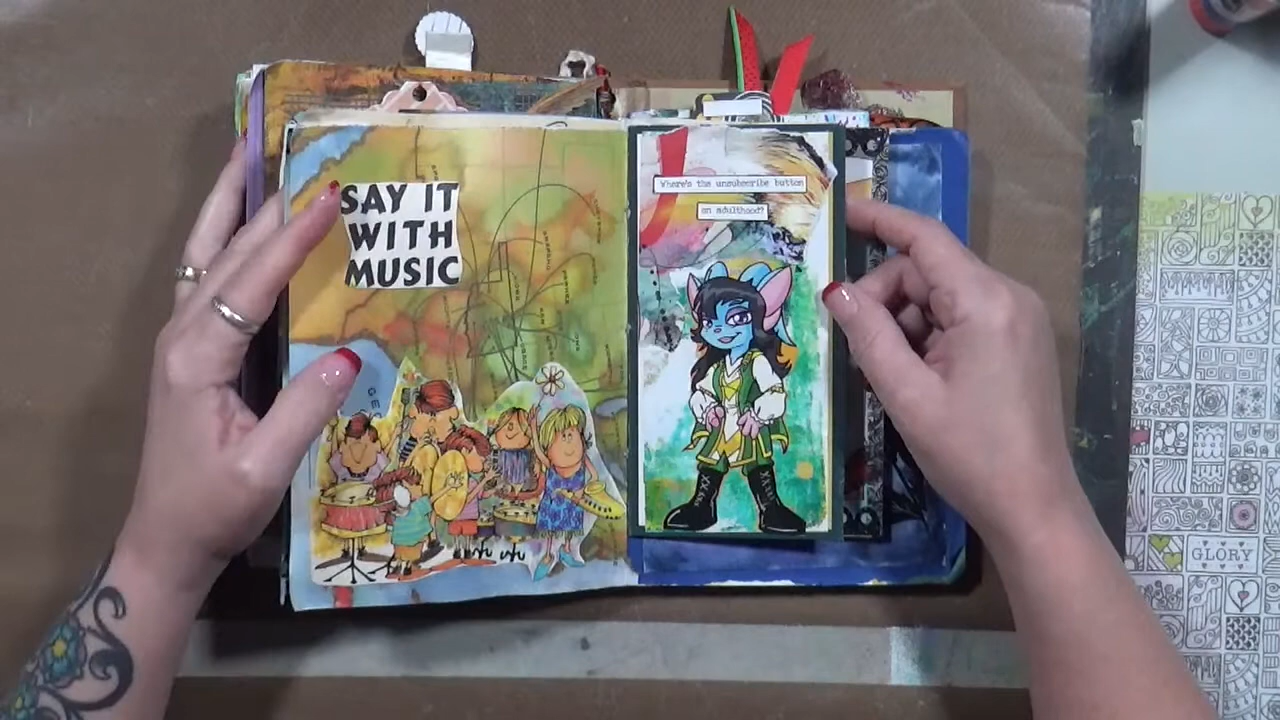 SAY IT
WITH
MUSIC
Where's the unsubscribe button
on adulthood?
GLORY